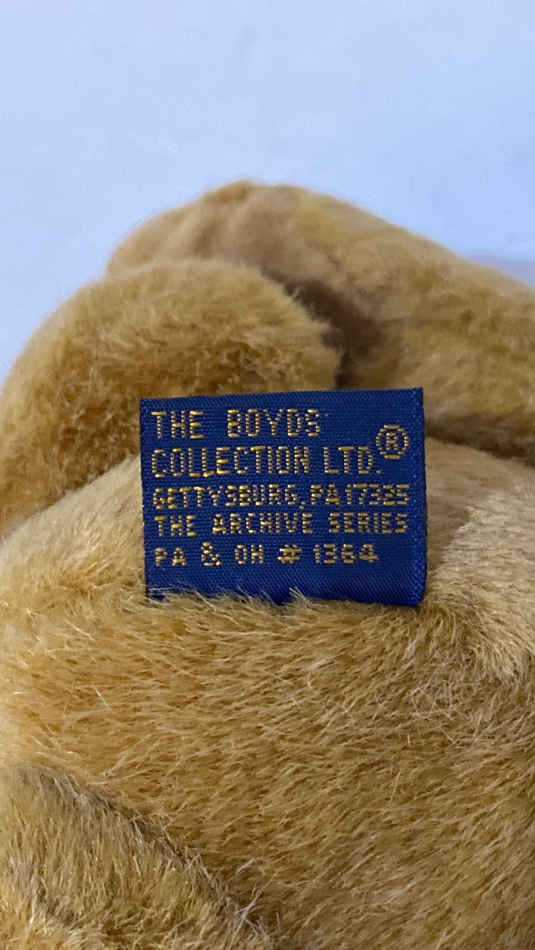 THE BOYDS
COLLECTION LTD.®
GETTYSBURG, PA 17325
THE ARCHIVE SERIES
PA & OH # 1364